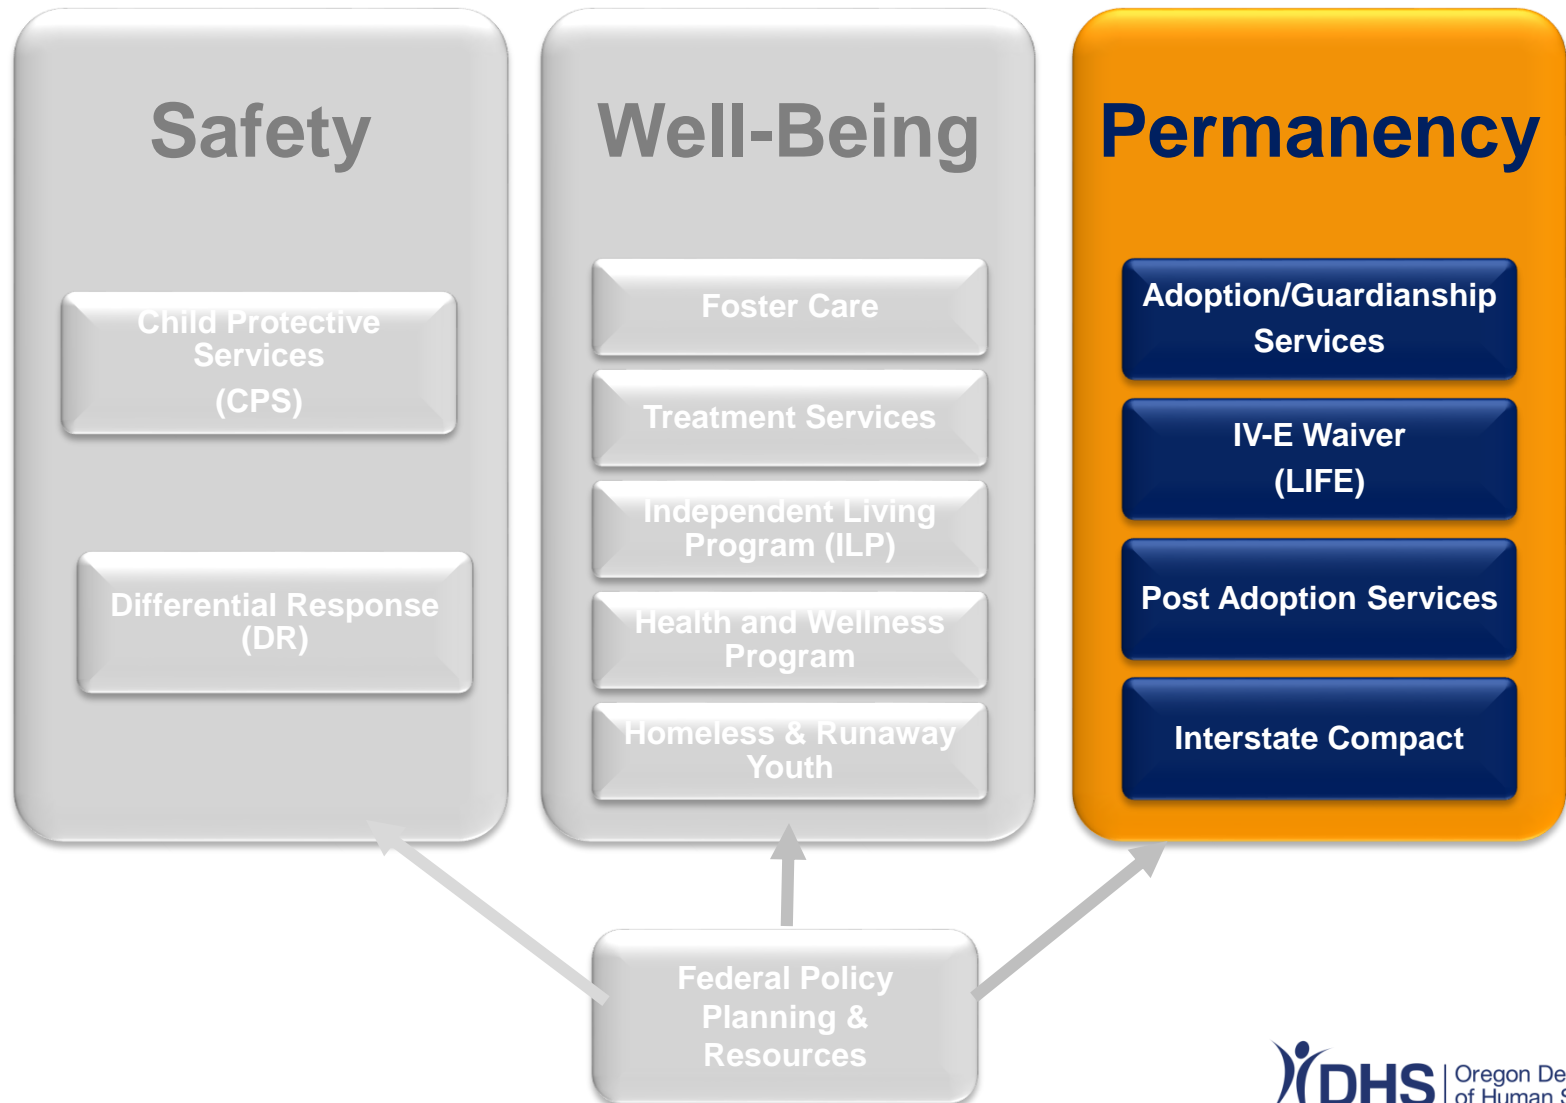 Safety
Child Protective
Services
(CPS)
Differential Response
(DR)
Well-Being
Foster Care
Treatment Services
Independent Living
Program (ILP)
Health and Wellness
Program
Homeless & Runaway
Youth
Permanency
Adoption/Guardianship
Services
IV-E Waiver
(LIFE)
Post Adoption Services
Interstate Compact
Federal Policy
Planning &
Resources
DHS
Oregon De
of Human S